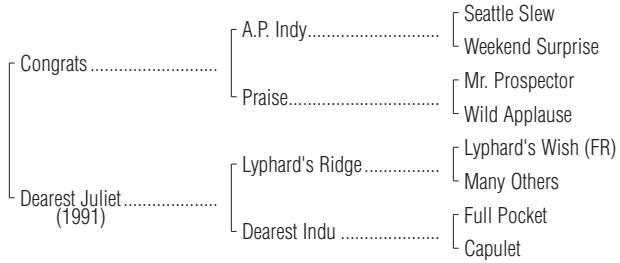 Seattle Slew
A.P. Indy..............................
Weekend Surprise
Congrats .........................
Mr. Prospector
Praise..................................
Wild Applause
Lyphard's Wish (FR)
Lyphard's Ridge.................
Many Others
Dearest Juliet..................
(1991)
Full Pocket
Dearest Indu ......................
Capulet